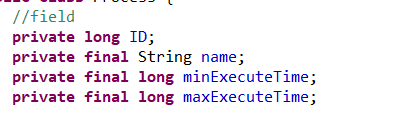 class Process {
//field
private long ID;
private final String name;
private final long minExecuteTime;
private final long maxExecuteTime;